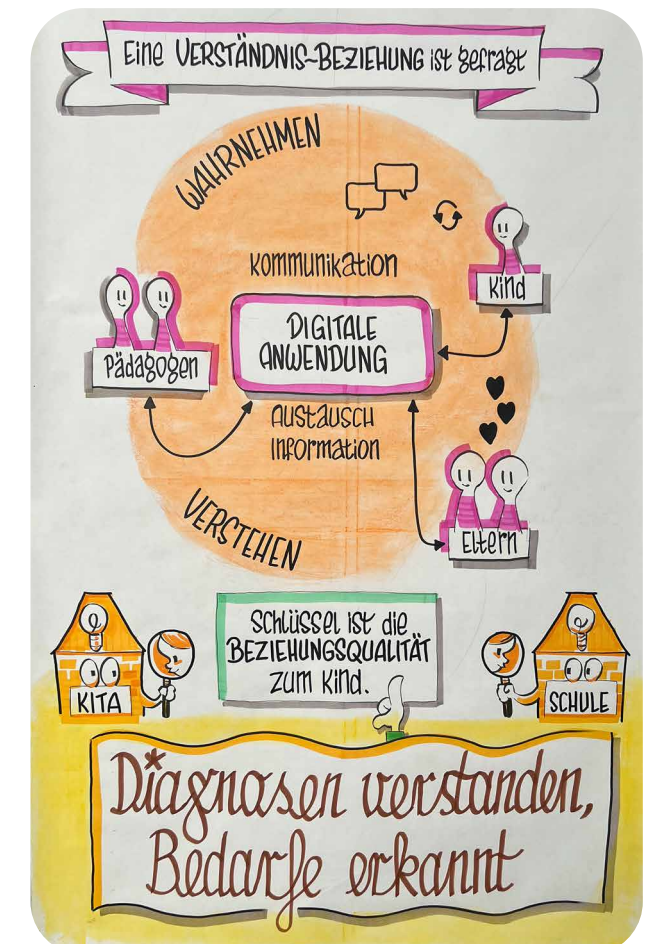 Eine VERSTÄNDNIS-BEZIEHUNG ist gefragt
WAHRNEHMEN
Kommunikation
Kind
DIGITALE
ANWENDUNG
Pädagogen
AUSTAUSCH
Information
VERSTEHEN
Eltern
SCHLÜSSEL IST die
BEZIEHUNGSQUALITÄT
zum Kind.
KITA
SCHULE
Diagnosen verstanden,
Bedarfe erkannt